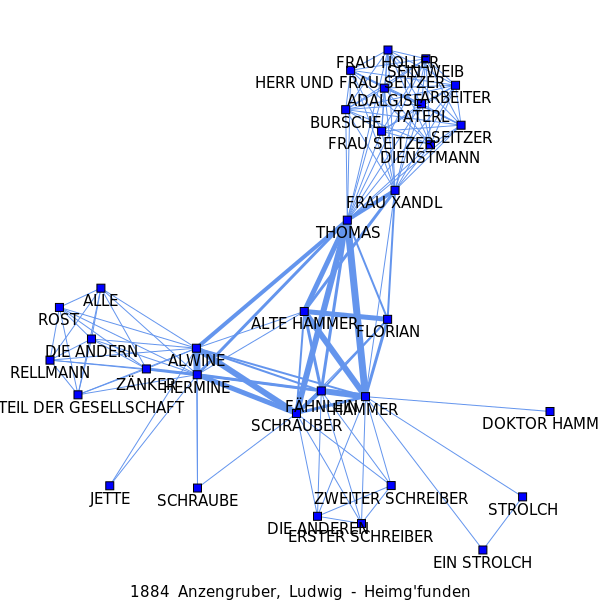 FRAU HOLLER
SEIN WEIB
HERR UND FRAU SEITZER
ARBEITER
ADALGISE
TATERL
BURSCHE
SEITZER
FRAU SEITZER
DIENSTMANN
FRAU XANDL
THOMAS
ALLE
ROST
ALTE HAMMER
FLORIAN
DIE ANDERN
ALWINE
RELLMANN
ZÄNKER
HERMINE
TEIL DER GESELLSCHAFT
FÄHNLEIN
HAMMER
SCHRAUBER
DOKTOR HAMM
JETTE
SCHRAUBE
ZWEITER SCHREIBER
STROLCH
DIE ANDEREN
ERSTER SCHREIBER
EIN STROLCH
1884 Anzengruber, Ludwig - Heimg'funden